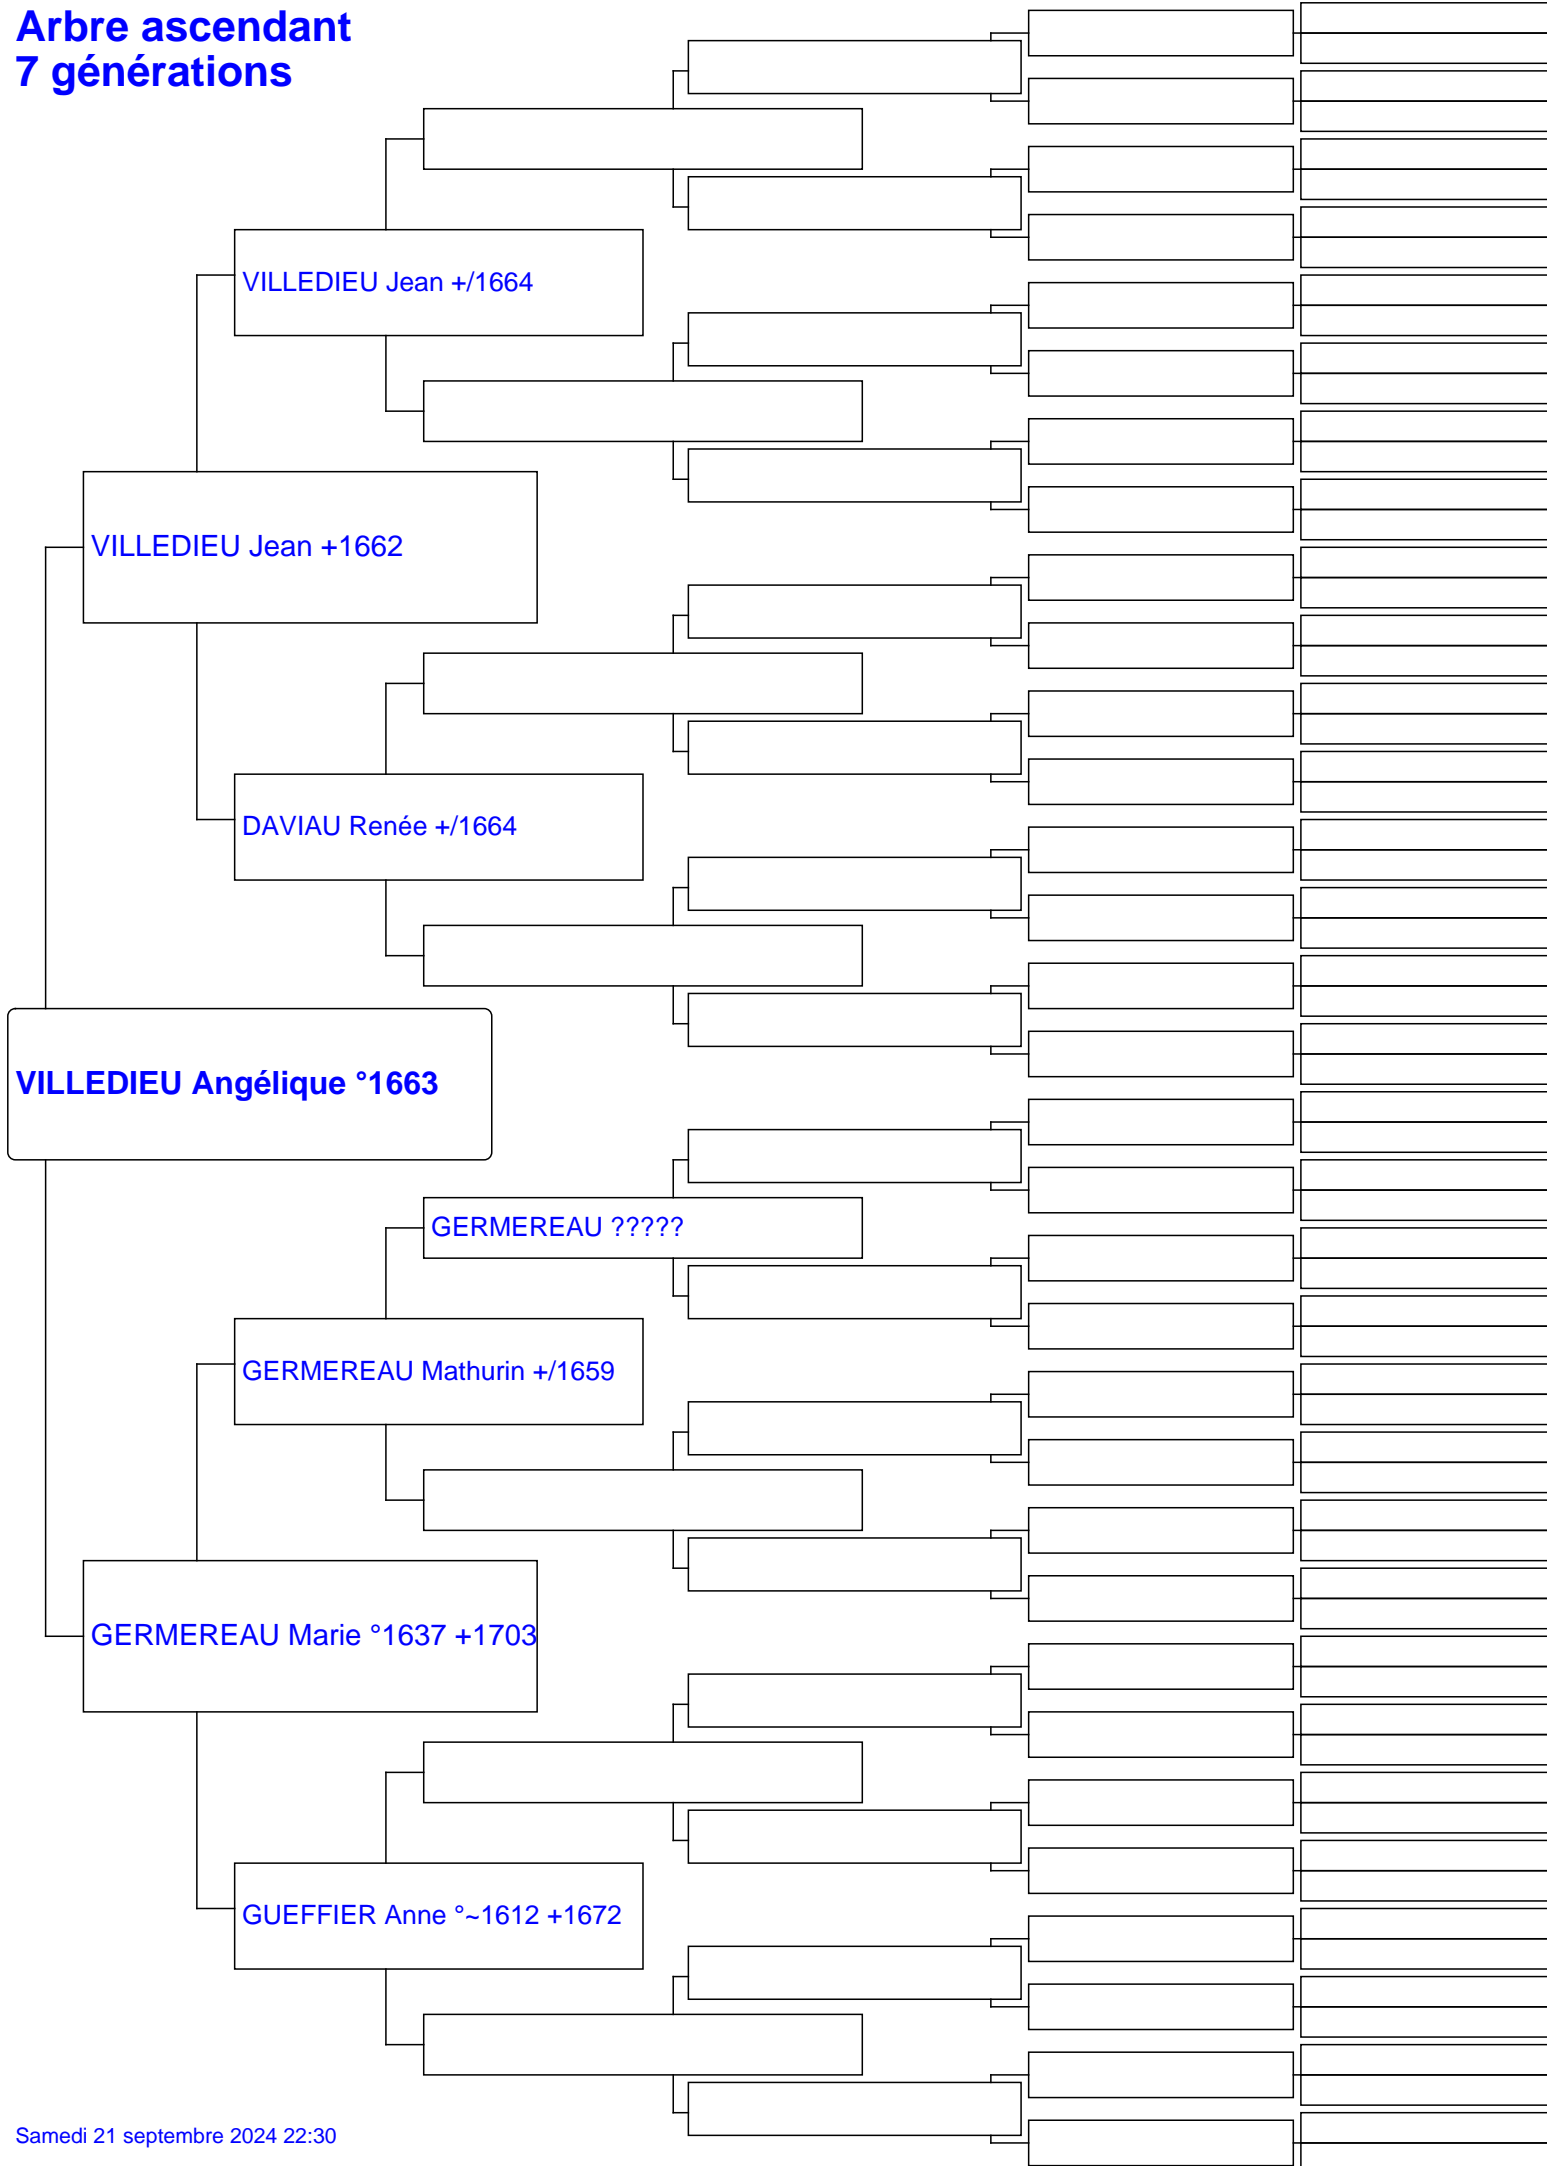 Arbre ascendant
7 générations
VILLEDIEU Jean +/1664
VILLEDIEU Jean +1662
DAVIAU Renée +/1664
VILLEDIEU Angélique °1663
GERMEREAU ?????
GERMEREAU Mathurin +/1659
GERMEREAU Marie °1637 +1703
GUEFFIER Anne °~1612 +1672
Samedi 21 septembre 2024 22:30